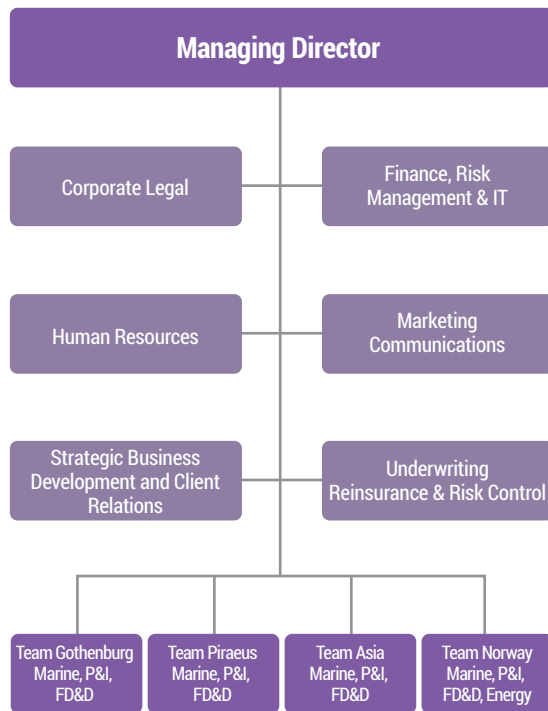 Managing Director
Corporate Legal
Finance, Risk
Management & IT
Human Resources
Marketing
Communications
Strategic Business
Development and Client
Relations
Underwriting
Reinsurance & Risk Control
Team Gothenburg
Marine, P&I,
FD&D
Team Piraeus
Marine, P&I,
FD&D
Team Asia
Marine, P&I,
FD&D
Team Norway
Marine, P&I,
FD&D, Energy